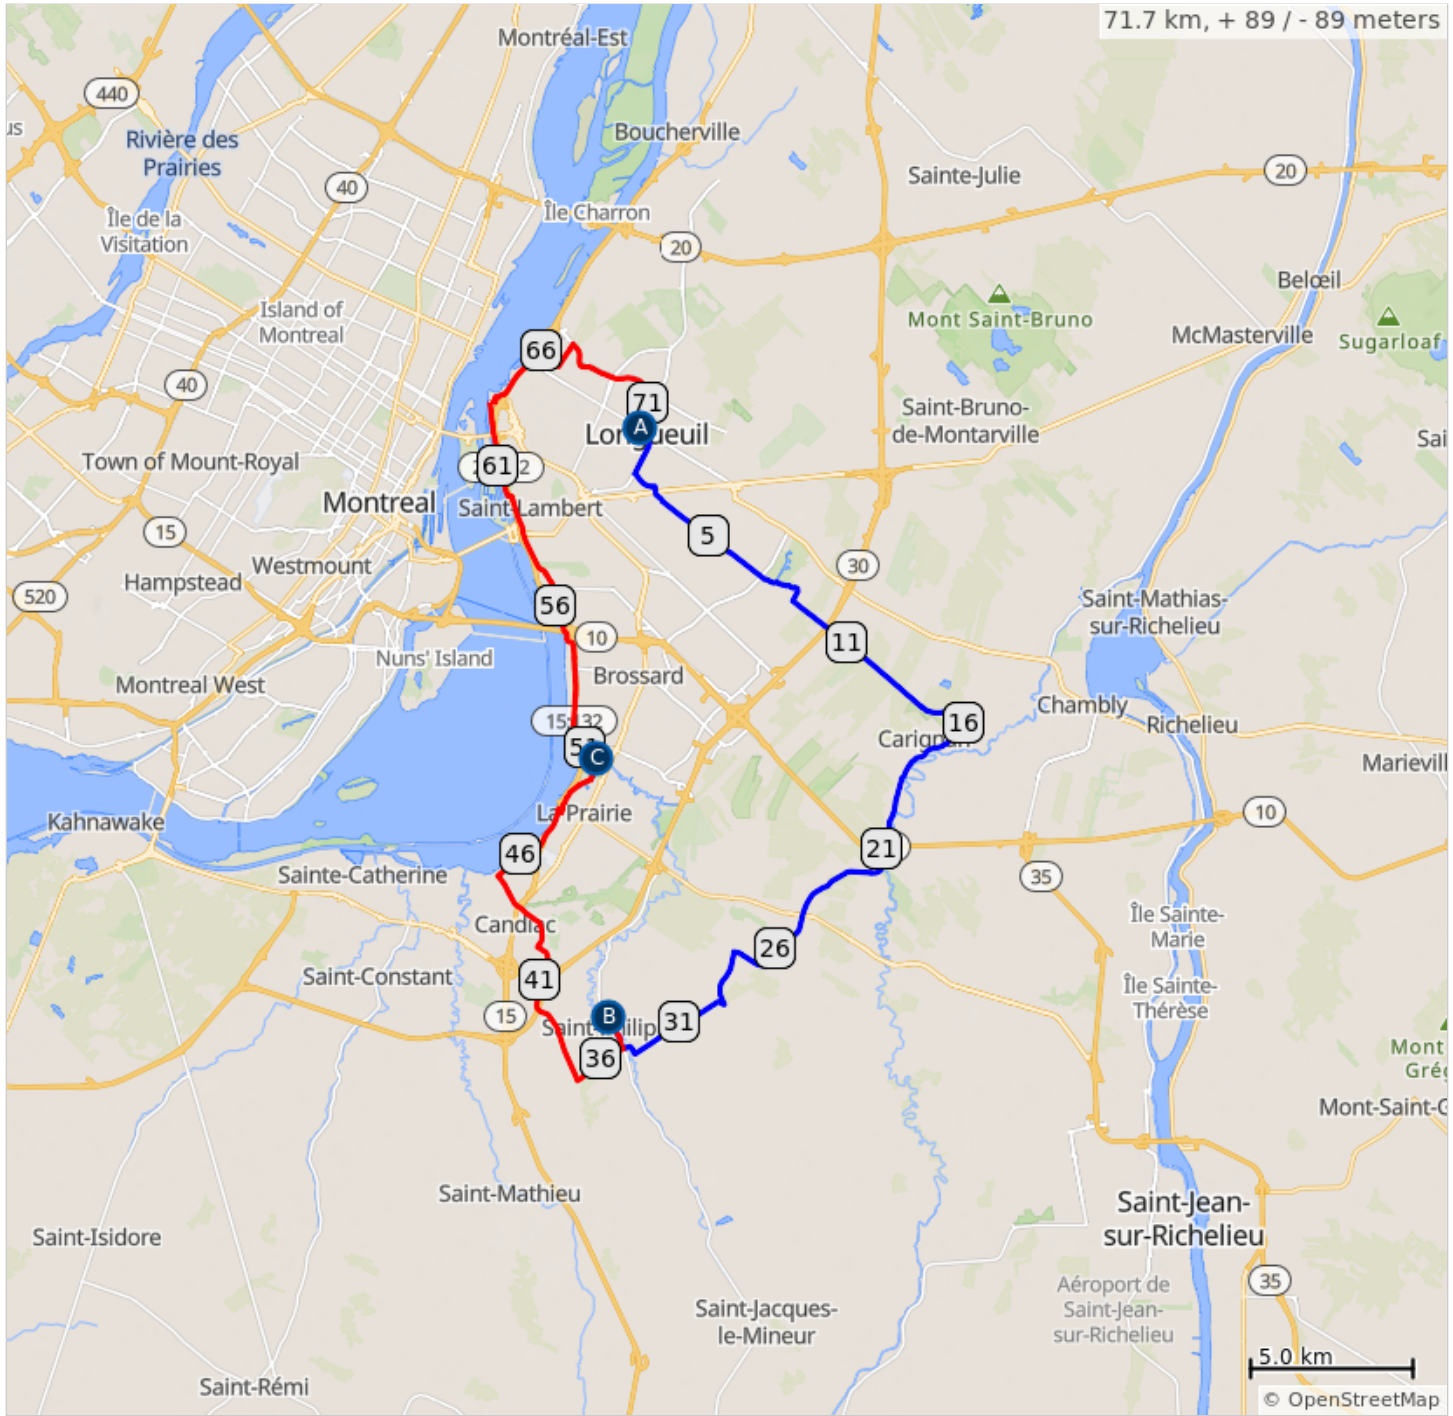 71.7 km, + 89 / - 89 meters
Montréal-Est
440
Boucherville
Rivière des
Prairies
20
Sainte-Julie
40
Île Charron
Île de la
Visitation
20
Belœil
Island of
Montreal
Mont Saint-Bruno
McMasterville
Sugarloaf
66
40
71
Saint-Bruno-
de-Montarville
A
Town of Mount-Royal
61
2
Montreal
Saint-Lambert
15
5
Westmount
30
Hampstead
520
56
Saint-Mathias-
sur-Richelieu
10
11
Nuns' Island
Brossard
Montreal West
Chambly
16
Richelieu
C
Marievill
La Prairie
10
Kahnawake
46
21
Sainte-Catherine
35
Île Sainte-
Marie
Candiac
26
Saint-Constant
41
Île Sainte-
Thérèse
15
B
31
Mont
Grég
36
Mont-Saint-G
Saint-Mathieu
Saint-Jean-
sur-Richelieu
Saint-Isidore
35
Aéroport de
Saint-Jean-
sur-Richelieu
Saint-Jacques-
le-Mineur
5.0 km
Saint-Rémi
© OpenStreetMap